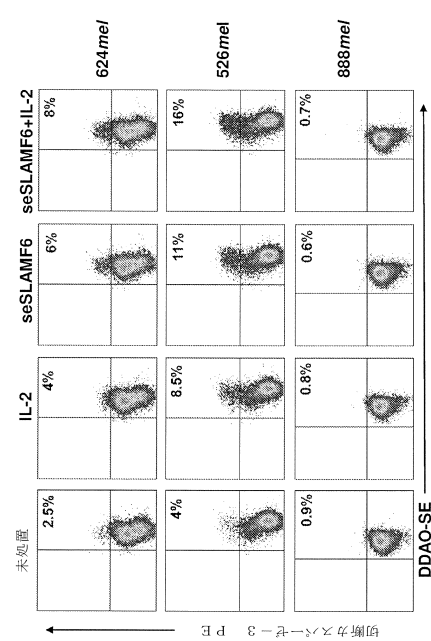 未処置
IL-2
seSLAMF6
seSLAMF6+IL-2
2.5%
4%
6%
8%
624mel
4%
8.5%
11%
16%
526mel
0.9%
0.8%
0.6%
0.7%
888mel
切断カスパーゼ-3 PE
DDAO-SE